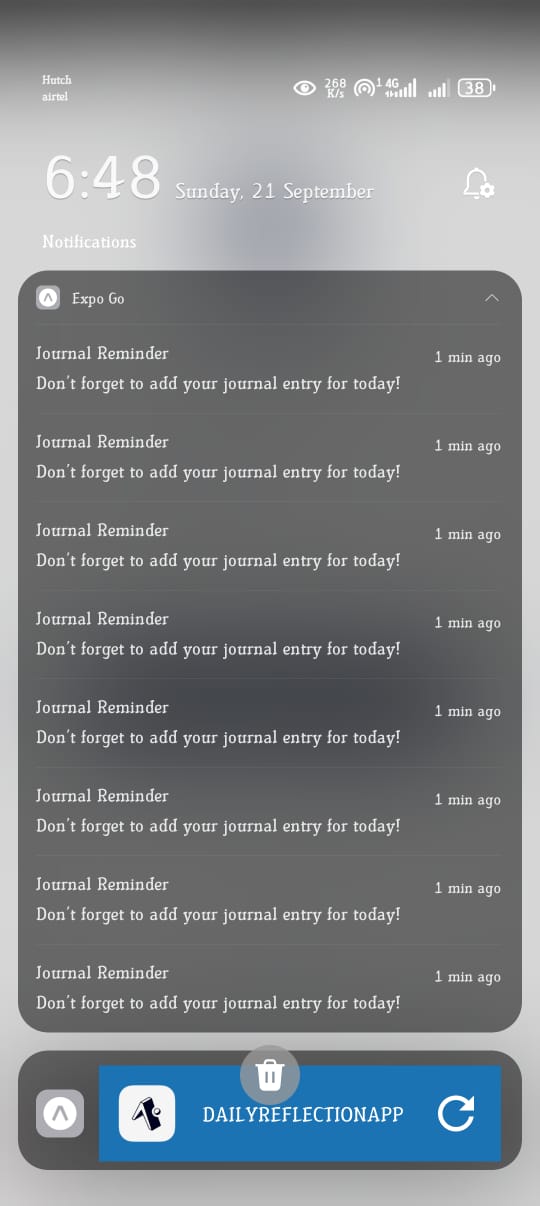 Hutch
airtel
268
K/s
1 4G
38
6:48 Sunday, 21 September
Notifications
Expo Go
Journal Reminder
1 min ago
Don't forget to add your journal entry for today!
Journal Reminder
1 min ago
Don't forget to add your journal entry for today!
Journal Reminder
1 min ago
Don't forget to add your journal entry for today!
Journal Reminder
1 min ago
Don't forget to add your journal entry for today!
Journal Reminder
1 min ago
Don't forget to add your journal entry for today!
Journal Reminder
1 min ago
Don't forget to add your journal entry for today!
Journal Reminder
1 min ago
Don't forget to add your journal entry for today!
Journal Reminder
1 min ago
Don't forget to add your journal entry for today!
DAILYREFLECTIONAPP